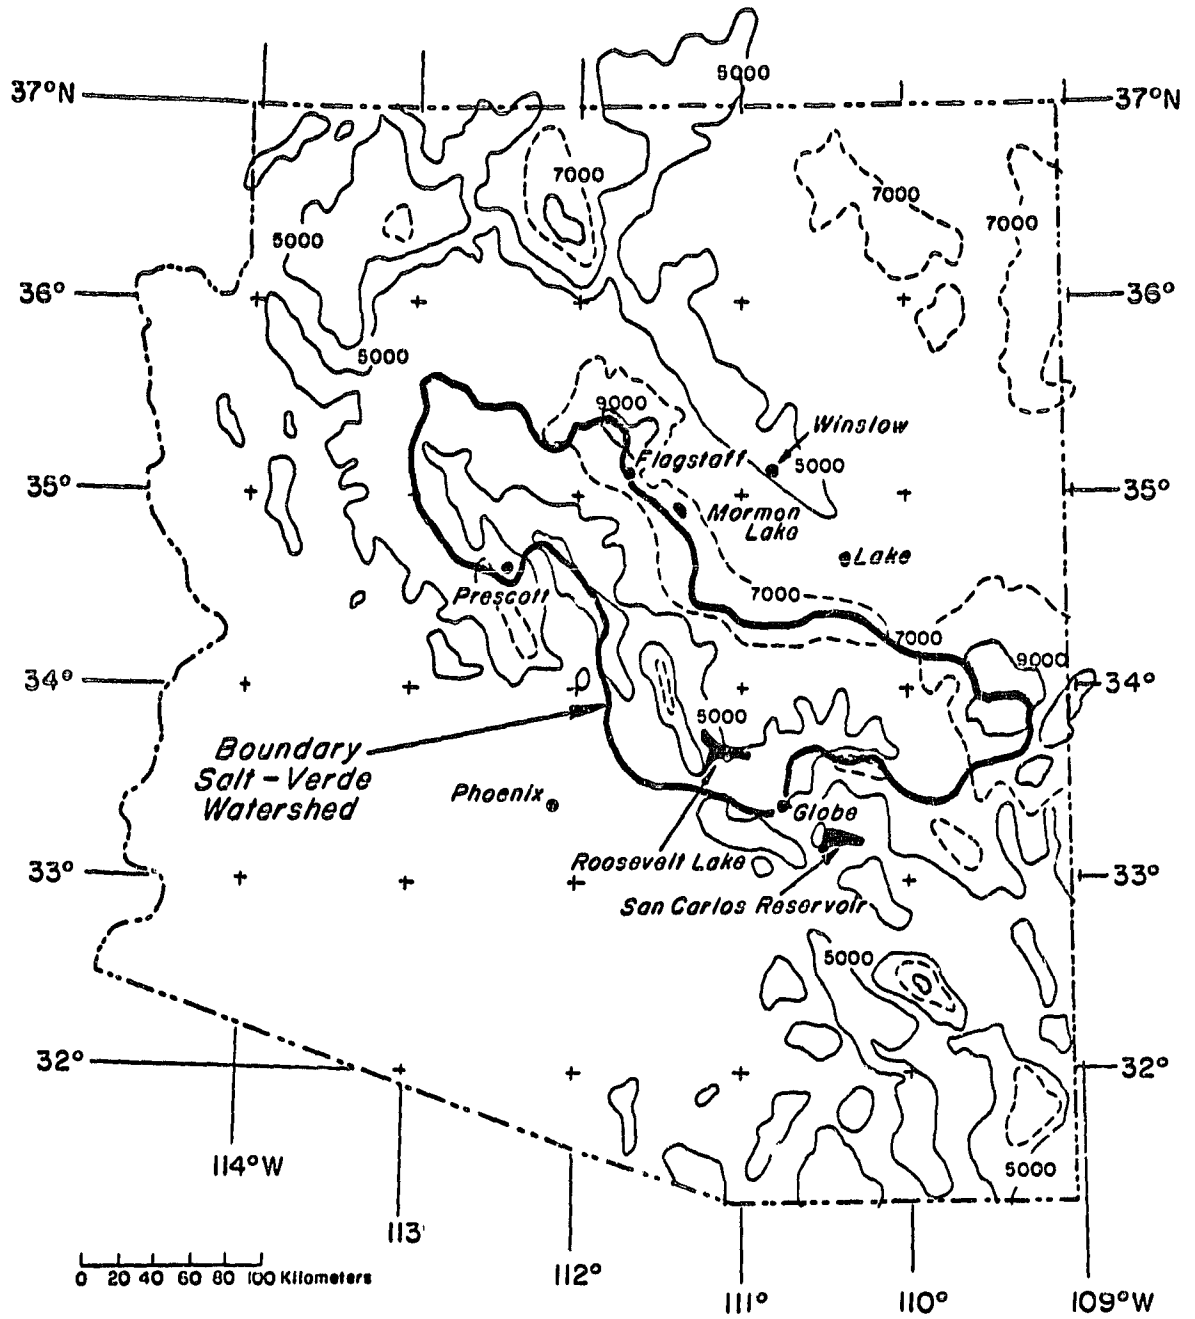 5000
37°N
37°N
7000
7000
7000
5000
36°
36°
5000
9000
Winslow
Flagstaff
5000
35°
35°
Mormon
Lake
Lake
Prescott
7000
7000
9000
34°
34°
5000
Boundary
Salt-Verde
Watershed
Phoenix
Globe
Roosevelt Lake
33°
33°
San Carlos Reservoir
5000
32°
32°
114°W
5000
113
112°
0 20 40 60 80 100 Kilometers
111°
110°
109°W